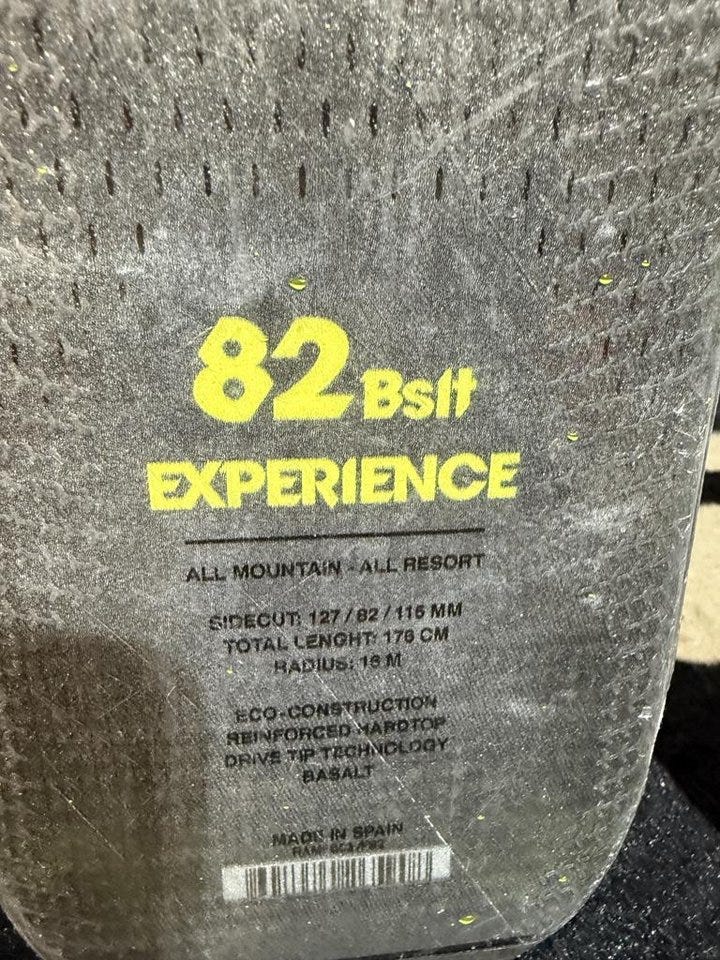 82 Bslt
EXPERIENCE
ALL MOUNTAIN - ALL RESORT
SIDECUT: 127 / 82 / 115 MM
TOTAL LENGHT: 176 CM
RADIUS: 16 M
ECO-CONSTRUCTION
REINFORCED HARDTOP
DRIVE TIP TECHNOLOGY
BASALT
MADE IN SPAIN